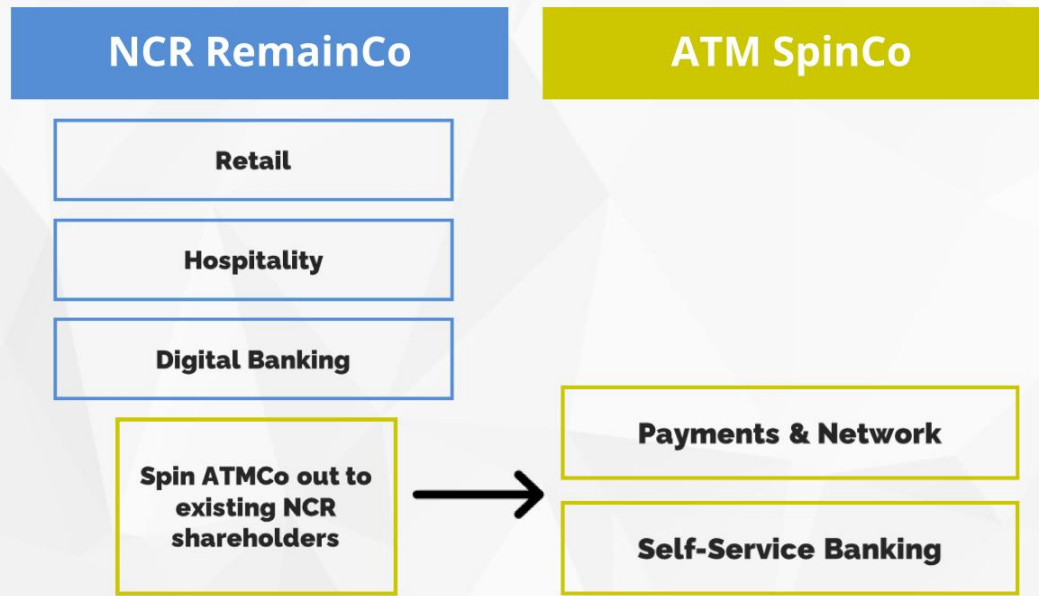 NCR RemainCo
ATM SpinCo
Retail
Hospitality
Digital Banking
Spin ATMCo out to
existing NCR
shareholders
Payments & Network
Self-Service Banking